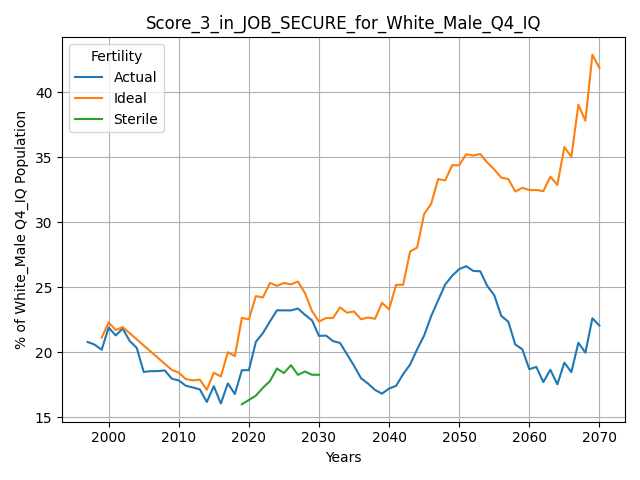 Score_3_in_JOB_SECURE_for_White_Male_Q4_IQ
Fertility
Actual
Ideal
Sterile
% of White_Male Q4_IQ Population
40
35
30
25
20
15
2000 2010 2020 2030 2040 2050 2060 2070
Years